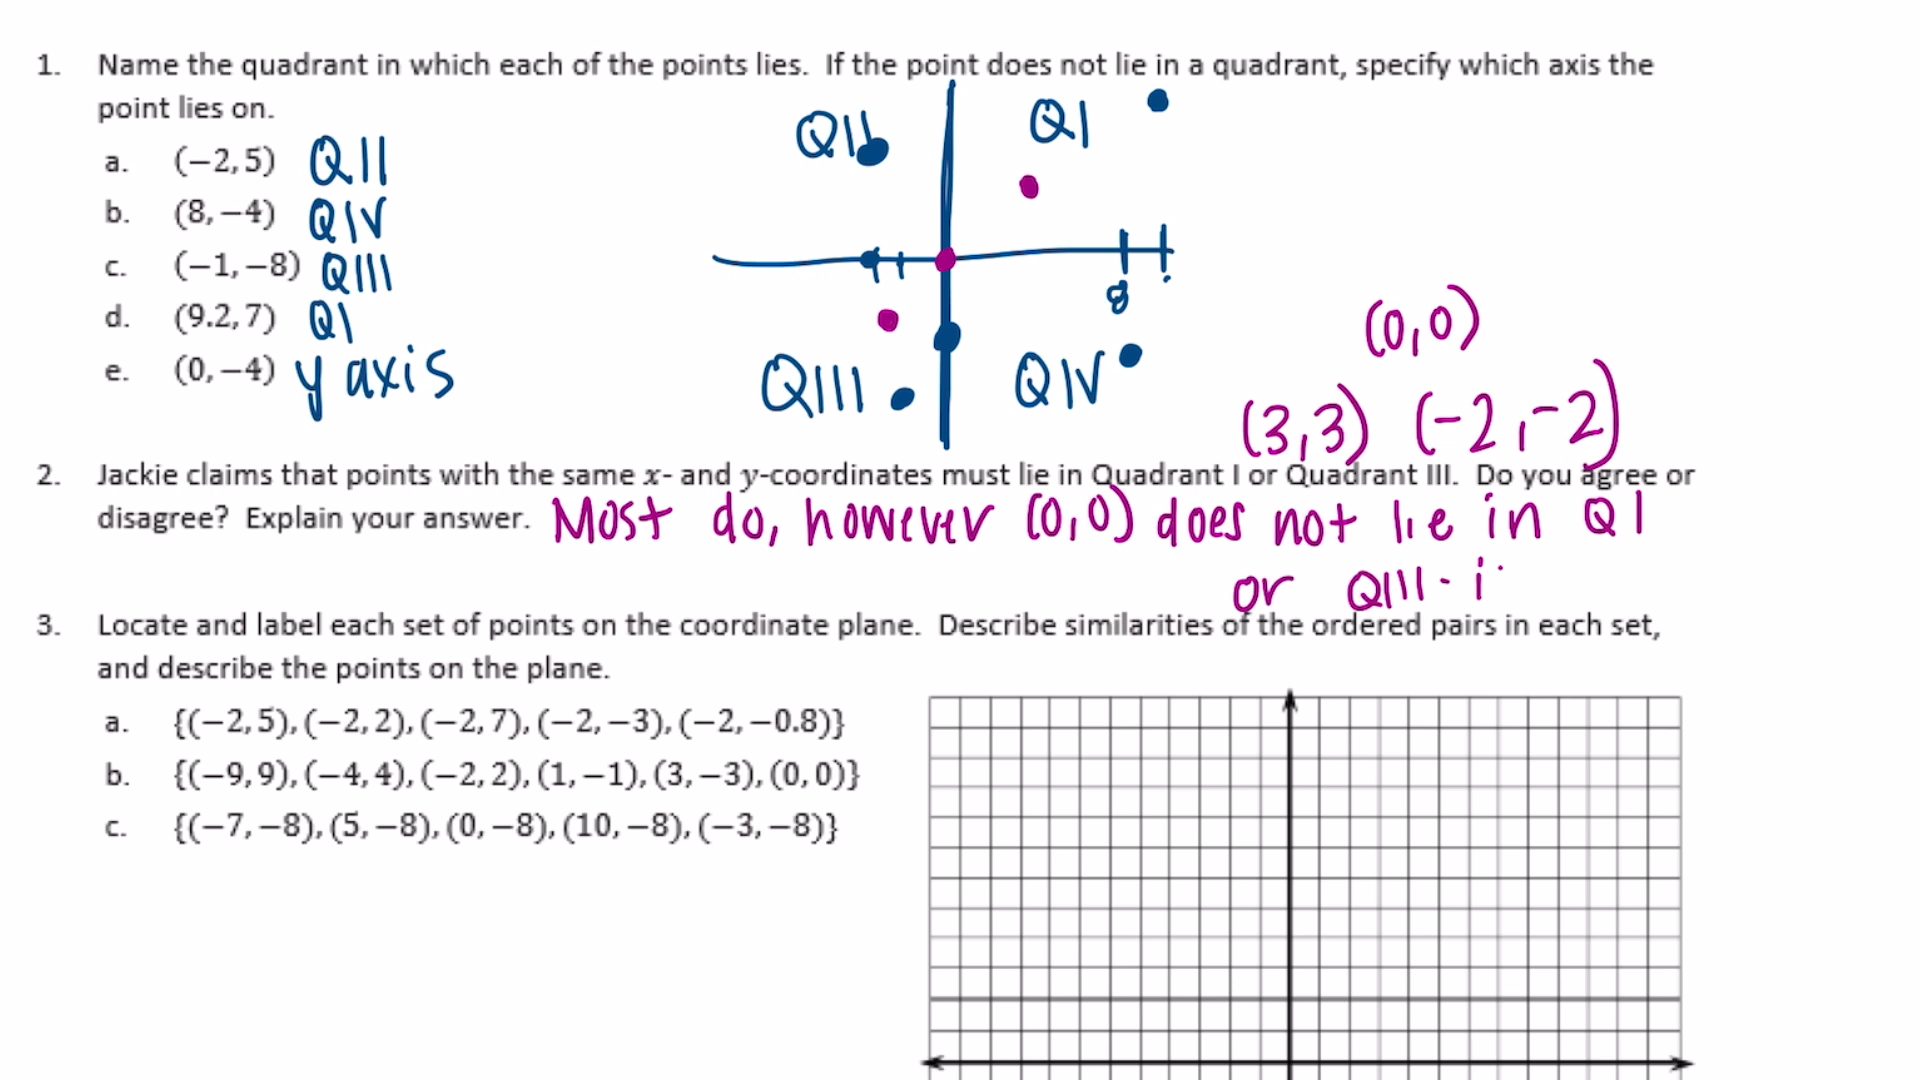 1. Name the quadrant in which each of the points lies. If the point does not lie in a quadrant, specify which axis the
point lies on.
QII QI
a. (−2,5) QII
b. (8,−4) QIV
c. (−1,−8) QIII
8
d. (9.2,7) QI
(0,0)
e. (0,−4) y axis
QIII QIV
(3,3) (-2,-2)
2. Jackie claims that points with the same x- and y-coordinates must lie in Quadrant I or Quadrant III. Do you agree or
disagree? Explain your answer. Most do, however (0,0) does not lie in QI
or QIII - i
3. Locate and label each set of points on the coordinate plane. Describe similarities of the ordered pairs in each set,
and describe the points on the plane.
a. {(−2,5),(−2,2),(−2,7),(−2,−3),(−2,−0.8)}
b. {(−9,9),(−4,4),(−2,2),(1,−1),(3,−3),(0,0)}
c. {(−7,−8),(5,−8),(0,−8),(10,−8),(−3,−8)}